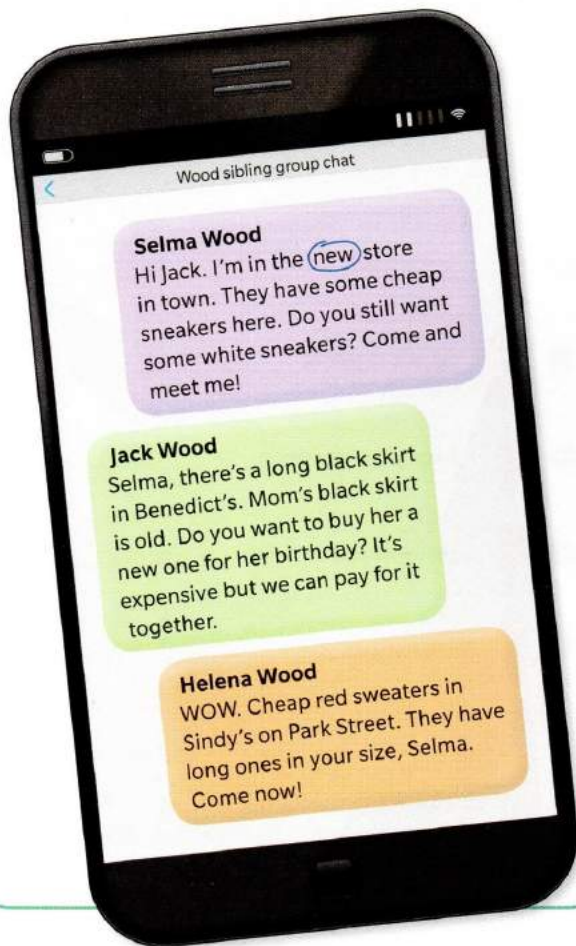 Wood sibling group chat
Selma Wood
Hi Jack. I'm in the new store
in town. They have some cheap
sneakers here. Do you still want
some white sneakers? Come and
meet me!
Jack Wood
Selma, there's a long black skirt
in Benedict's. Mom's black skirt
is old. Do you want to buy her a
new one for her birthday? It's
expensive but we can pay for it
together.
Helena Wood
WOW. Cheap red sweaters in
Sindy's on Park Street. They have
long ones in your size, Selma.
Come now!